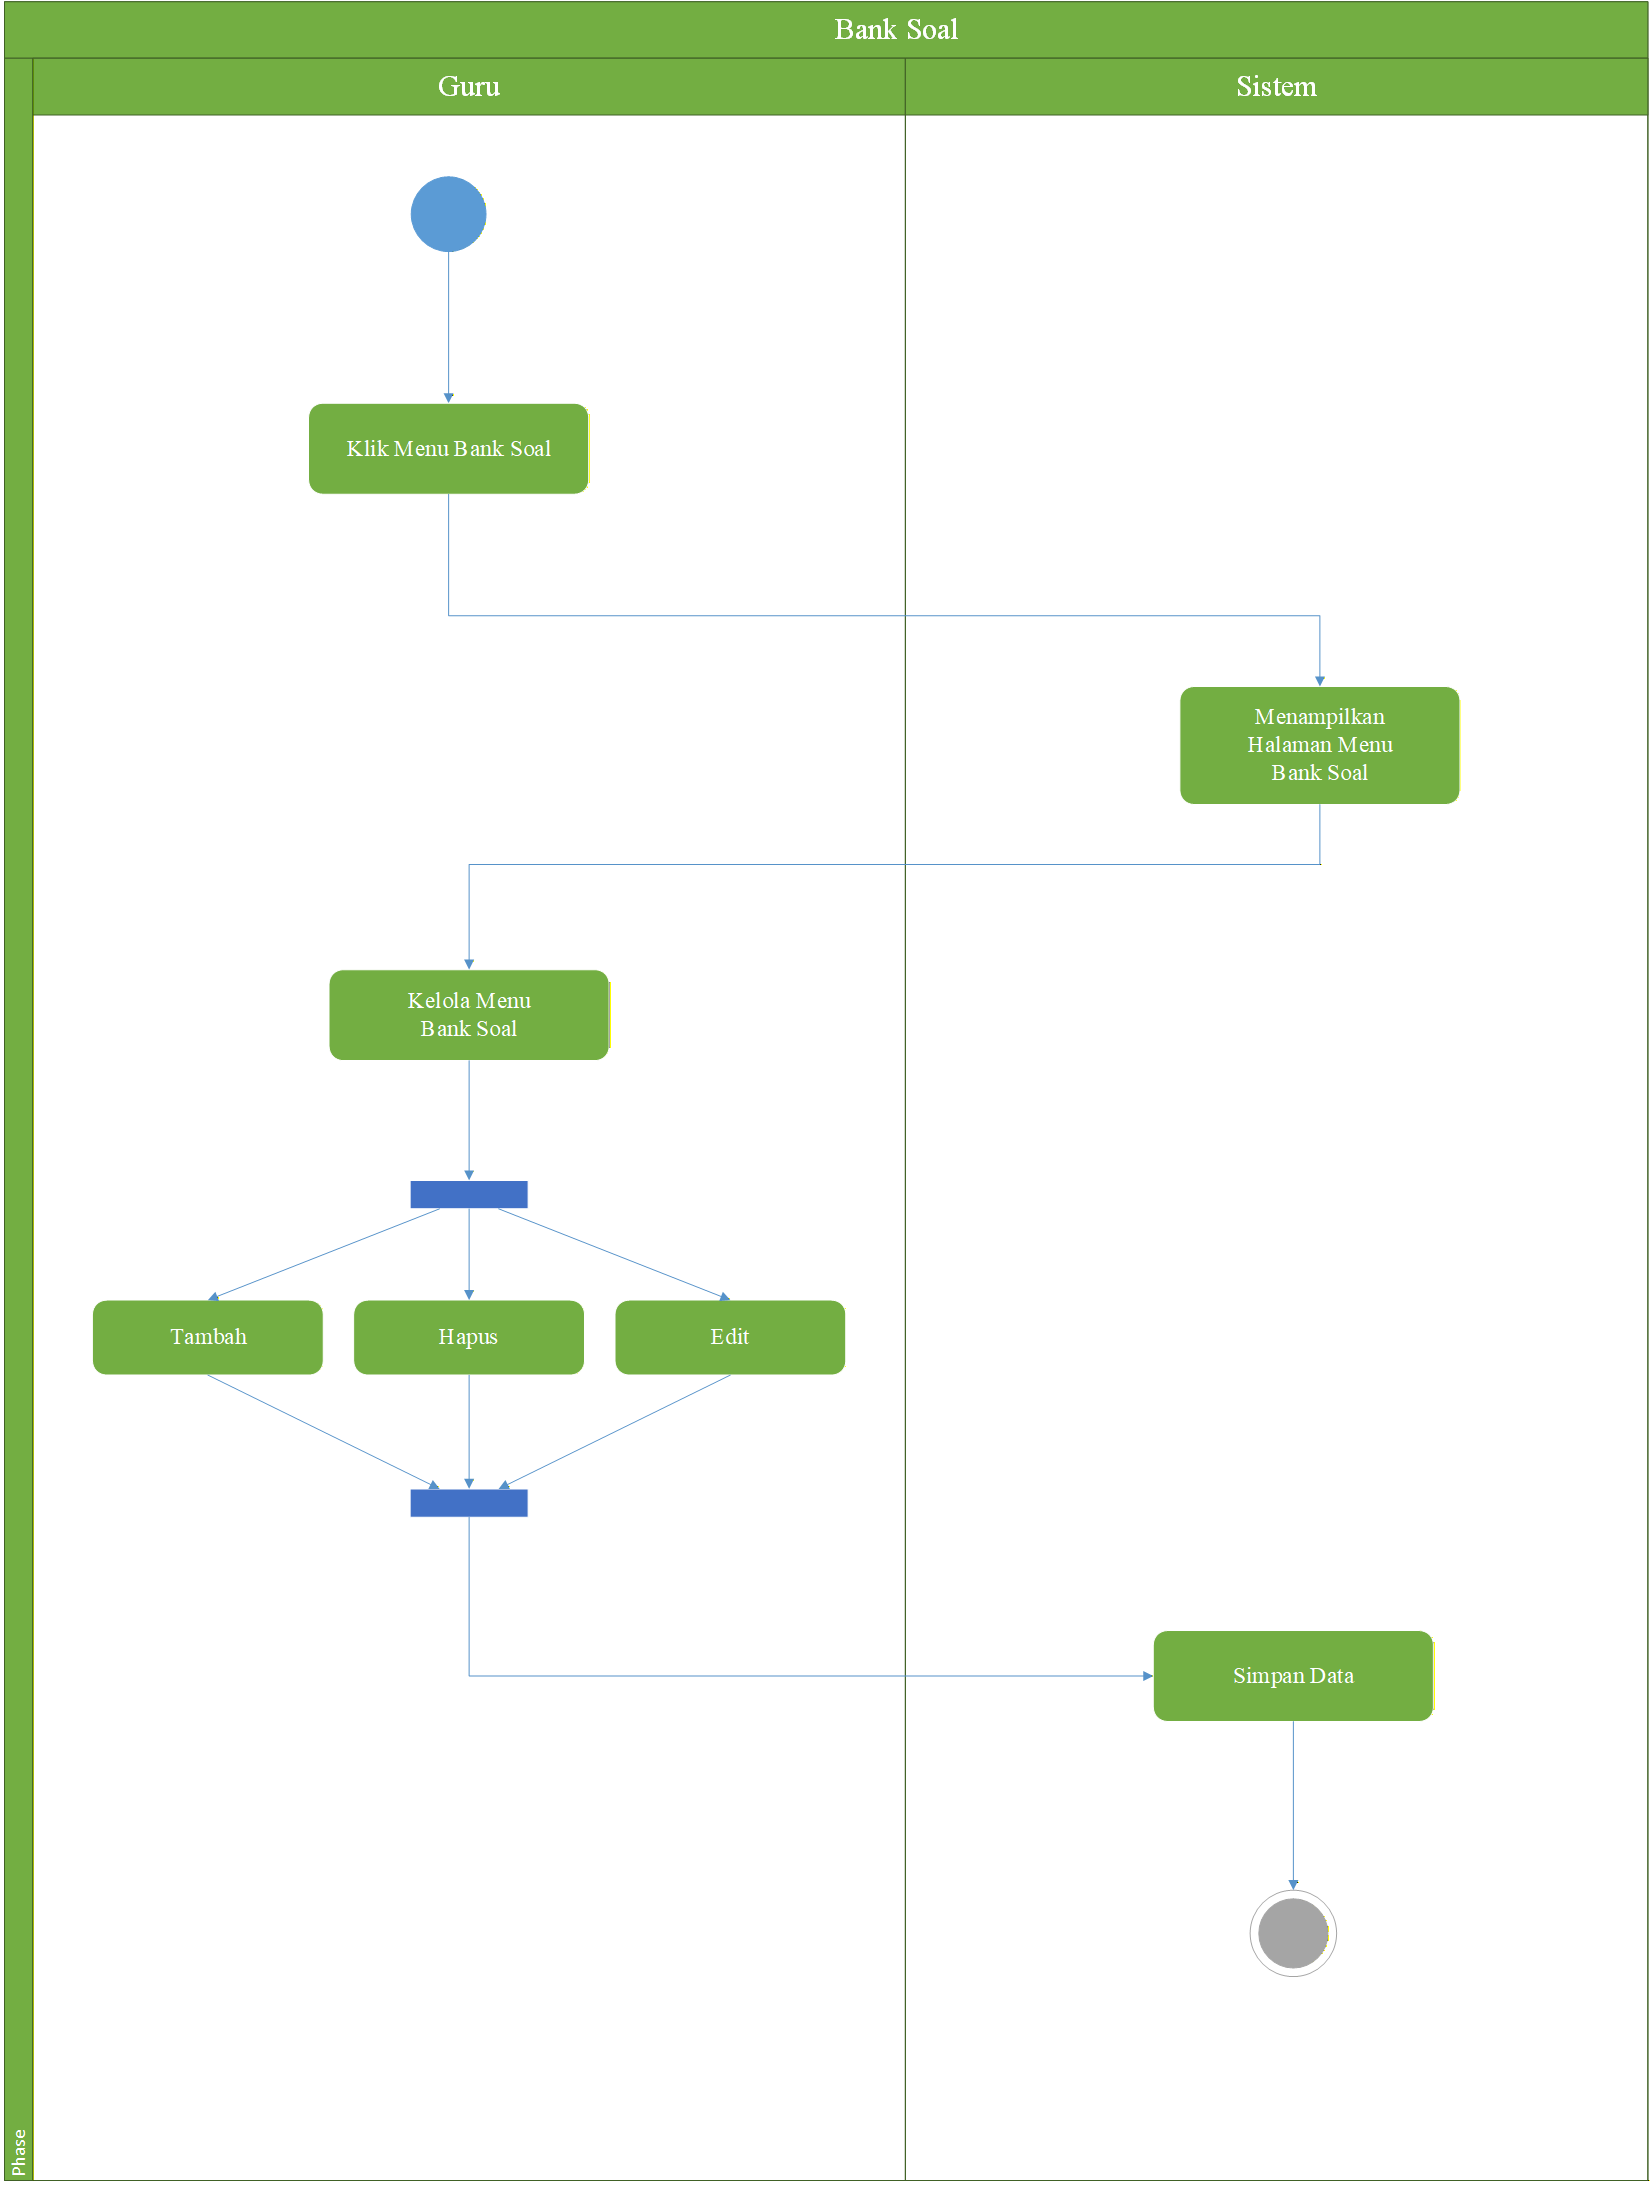 Bank Soal
Guru
Sistem
Klik Menu Bank Soal
Menampilkan
Halaman Menu
Bank Soal
Kelola Menu
Bank Soal
Tambah
Hapus
Edit
Simpan Data
Phase